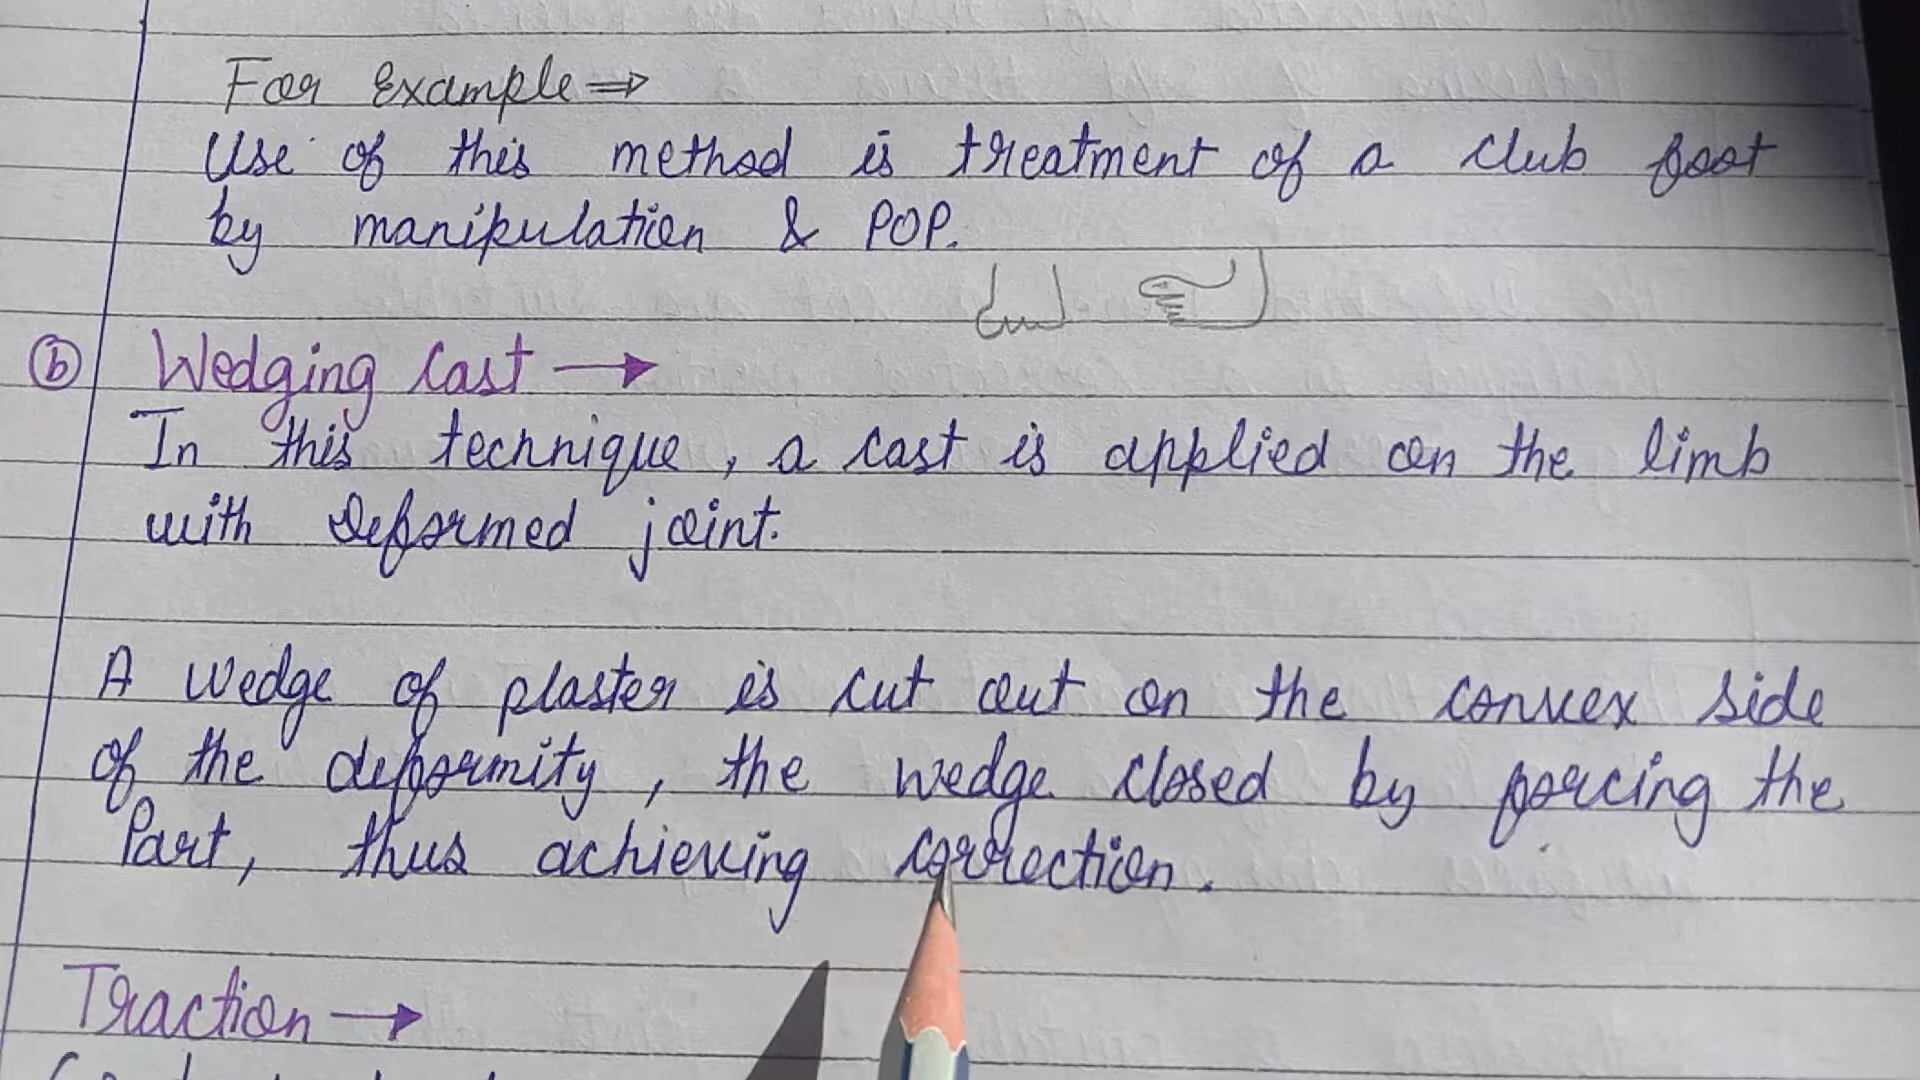 For Example ⇒
Use of this method is treatment of a club foot
by manipulation & POP.
ⓑ Wedging cast →
In this technique, a cast is applied on the limb
with deformed joint.
A wedge of plaster is cut out on the convex side
of the deformity, the wedge closed by forcing the
Part, thus achieving correction.
Traction →